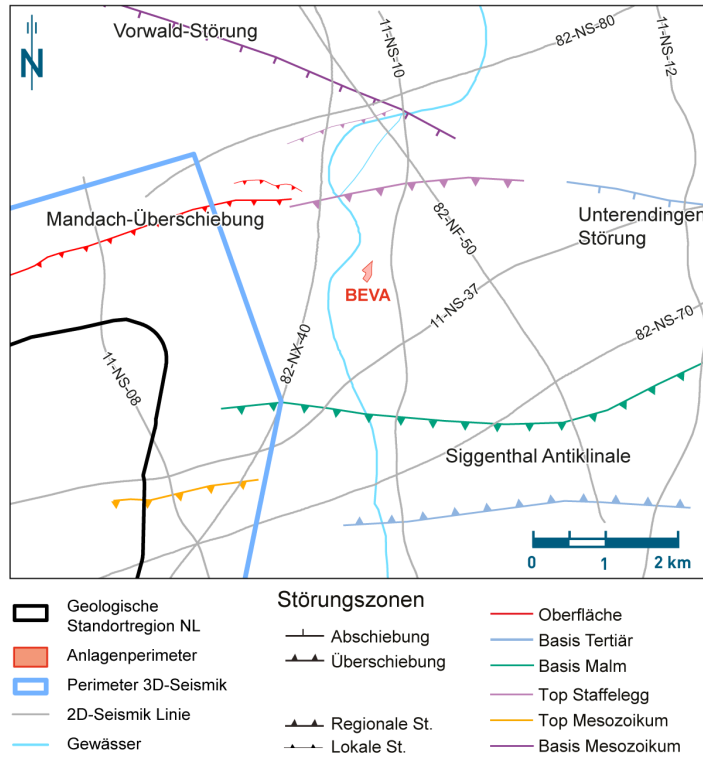 Vorwald-Störung
11-NS-10
82-NS-80
11-NS-12
N
Mandach-Überschiebung
82-NF-50
Unterendingen
Störung
BEVA
11-NS-37
82-NS-70
82-NX-40
11-NS-08
Siggenthal Antiklinale
0 1 2 km
Geologische
Standortregion NL
Anlagenperimeter
Perimeter 3D-Seismik
2D-Seismik Linie
Gewässer
Störungszonen
Abschiebung
Überschiebung
Regionale St.
Lokale St.
Oberfläche
Basis Tertiär
Basis Malm
Top Staffelegg
Top Mesozoikum
Basis Mesozoikum